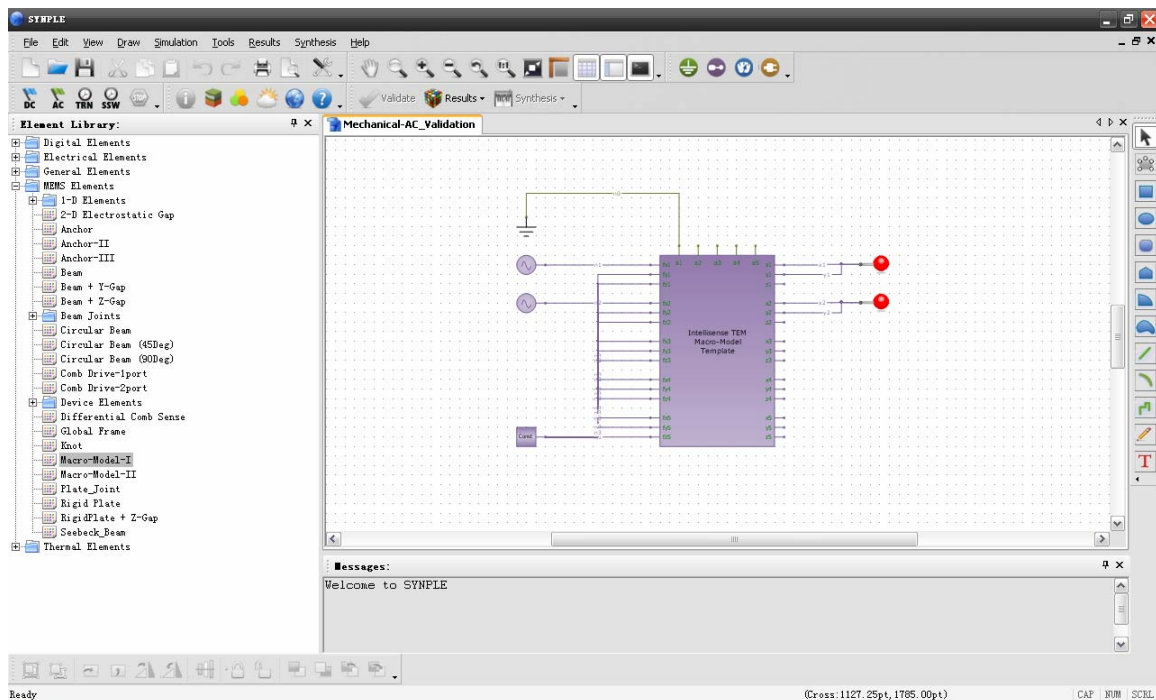 SYNPLE
File Edit View Draw Simulation Tools Results Synthesis Help
DC AC TRN SSW Validate Results Synthesis
Element Library:
Mechanical-AC_Validation
Digital Elements
Electrical Elements
General Elements
MEMS Elements
1-D Elements
2-D Electrostatic Gap
Anchor
Anchor-II
Anchor-III
Beam
Beam + Y-Gap
Beam + Z-Gap
Beam Joints
Circular Beam
Circular Beam (45Deg)
Circular Beam (90Deg)
Comb Drive-1port
Comb Drive-2port
Device Elements
Differential Comb Sense
Global Frame
Knot
Macro-Model-I
Macro-Model-II
Plate_Joint
Rigid Plate
RigidPlate + Z-Gap
Seebeck_Beam
Thermal Elements
Intellisense TEM
Macro-Model
Template
Const
Messages:
Welcome to SYNPLE
Ready
(Cross:1127.25pt,1785.00pt)
CAP NUM SCRL